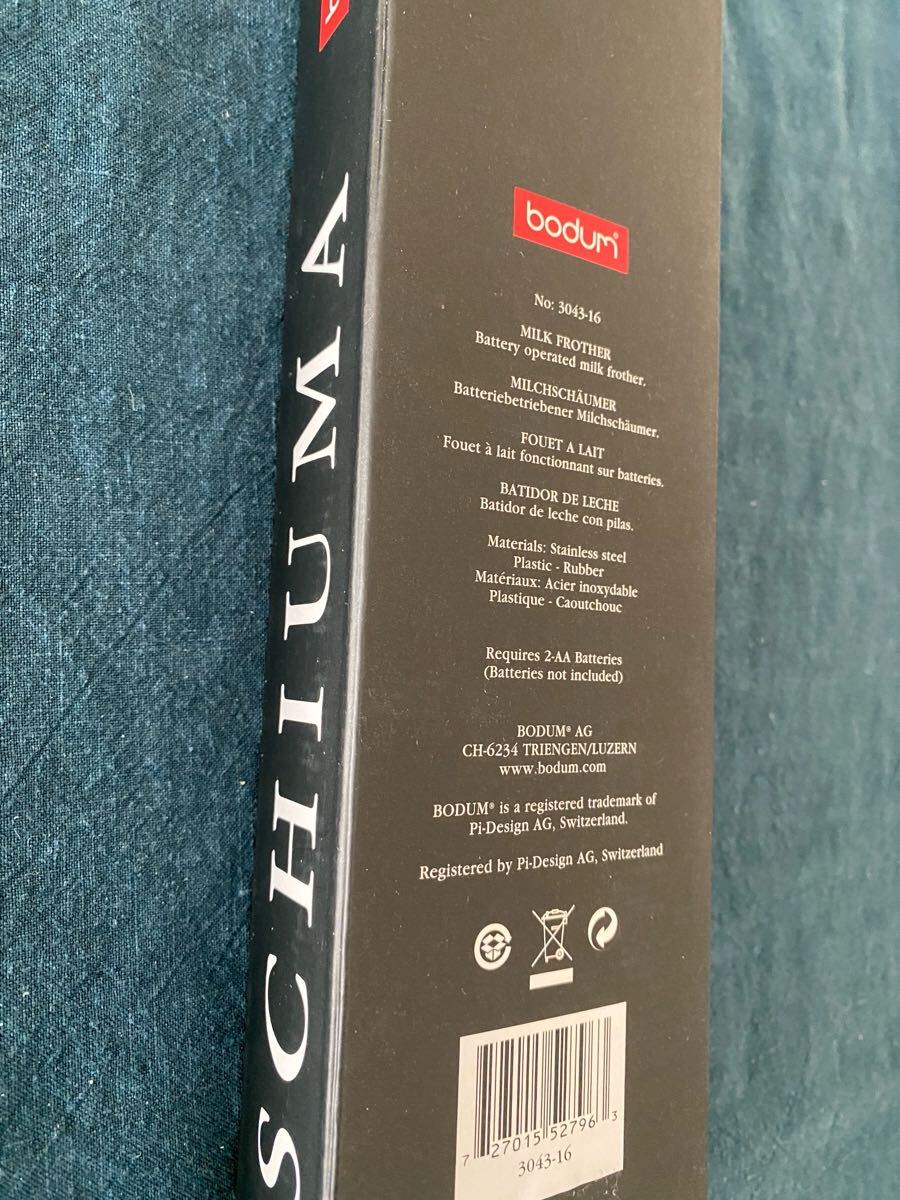 SCHIUMA
bodum®
No: 3043-16
MILK FROTHER
Battery operated milk frother.
MILCHSCHÄUMER
Batteriebetriebener Milchschäumer.
FOUET A LAIT
Fouet à lait fonctionnant sur batteries.
BATIDOR DE LECHE
Batidor de leche con pilas.
Materials: Stainless steel
Plastic - Rubber
Matériaux: Acier inoxydable
Plastique - Caoutchouc
Requires 2-AA Batteries
(Batteries not included)
BODUM® AG
CH-6234 TRIENGEN/LUZERN
www.bodum.com
BODUM® is a registered trademark of
Pi-Design AG, Switzerland.
Registered by Pi-Design AG, Switzerland
7 27015 52796 3
3043-16